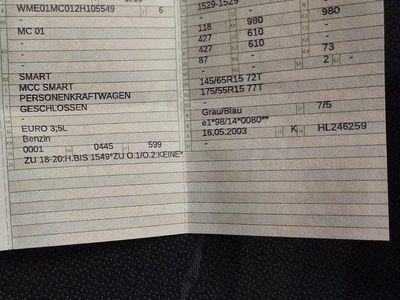 WME01MC012H105549 6
-
MC 01
-
-
SMART
MCC SMART
PERSONENKRAFTWAGEN
GESCHLOSSEN
-
EURO 3;5L
Benzin
0001 0445 599
ZU 18-20:H.BIS 1549*ZU O.1/O.2:KEINE*
1529-1529 980
-
118 980
427 610
427 610
87 73
- 2 -
145/65R15 72T
175/55R15 77T
-
- 7/5
Grau/Blau
e1*98/14*0080**
16.05.2003 K HL246259
-